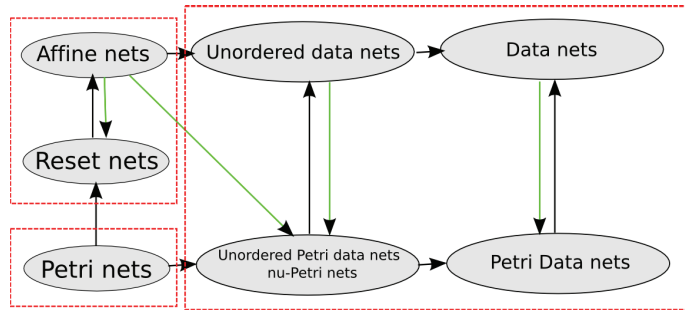 Affine nets
Unordered data nets
Data nets
Reset nets
Petri nets
Unordered Petri data nets
nu-Petri nets
Petri Data nets